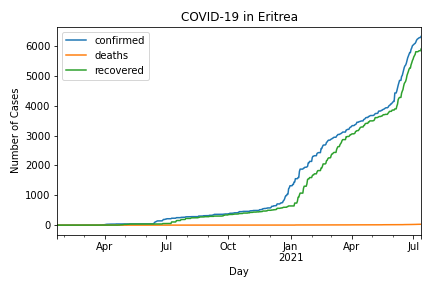 COVID-19 in Eritrea
confirmed
deaths
recovered
Number of Cases
6000
5000
4000
3000
2000
1000
0
Apr
Jul
Oct
Jan
2021
Apr
Jul
Day